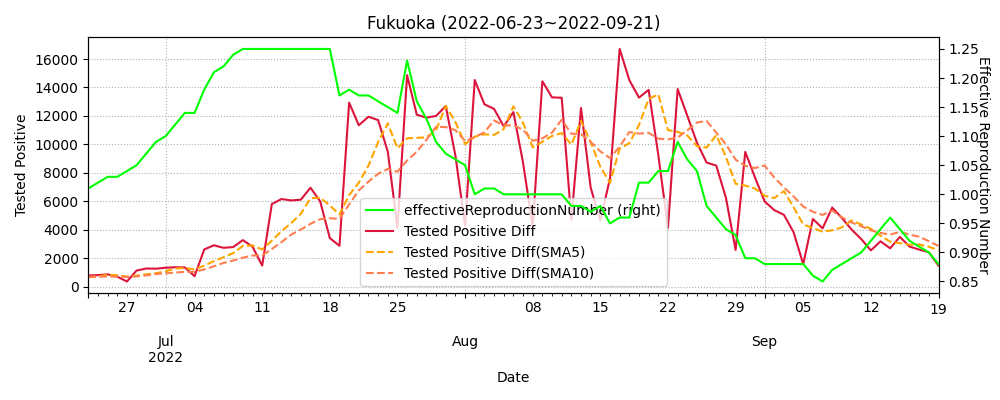 Fukuoka (2022-06-23~2022-09-21)
Tested Positive
16000
14000
12000
10000
8000
6000
4000
2000
0
1.25
1.20
1.15
1.10
1.05
1.00
0.95
0.90
0.85
Effective Reproduction Number
effectiveReproductionNumber (right)
Tested Positive Diff
Tested Positive Diff(SMA5)
Tested Positive Diff(SMA10)
27 04 11 18 25 08 15 22 29 05 12 19
Jul Aug Sep
2022
Date